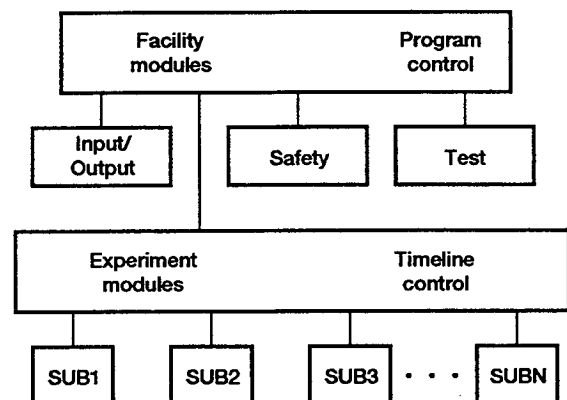 Facility
modules
Program
control
Input/
Output
Safety
Test
Experiment
modules
Timeline
control
SUB1
SUB2
SUB3
. . .
SUBN